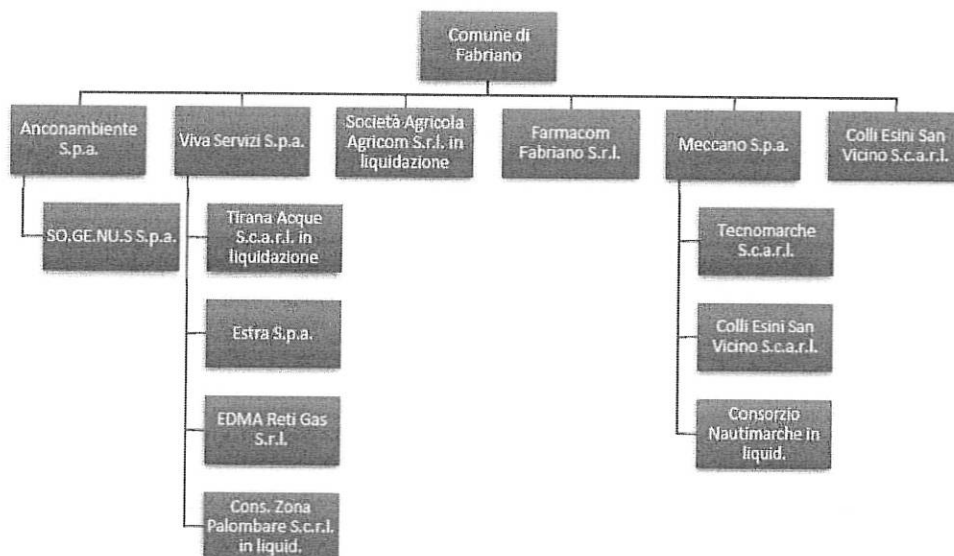 Comune di
Fabriano
Anconambiente
S.p.a.
Viva Servizi S.p.a.
Società Agricola
Agricom S.r.l. in
liquidazione
Farmacom
Fabriano S.r.l.
Meccano S.p.a.
Colli Esini San
Vicino S.c.a.r.l.
SO.GE.NU.S S.p.a.
Tirana Acque
S.c.a.r.l. in
liquidazione
Estra S.p.a.
EDMA Reti Gas
S.r.l.
Cons. Zona
Palombare S.c.r.l.
in liquid.
Tecnomarche
S.c.a.r.l.
Colli Esini San
Vicino S.c.a.r.l.
Consorzio
Nautimarche in
liquid.